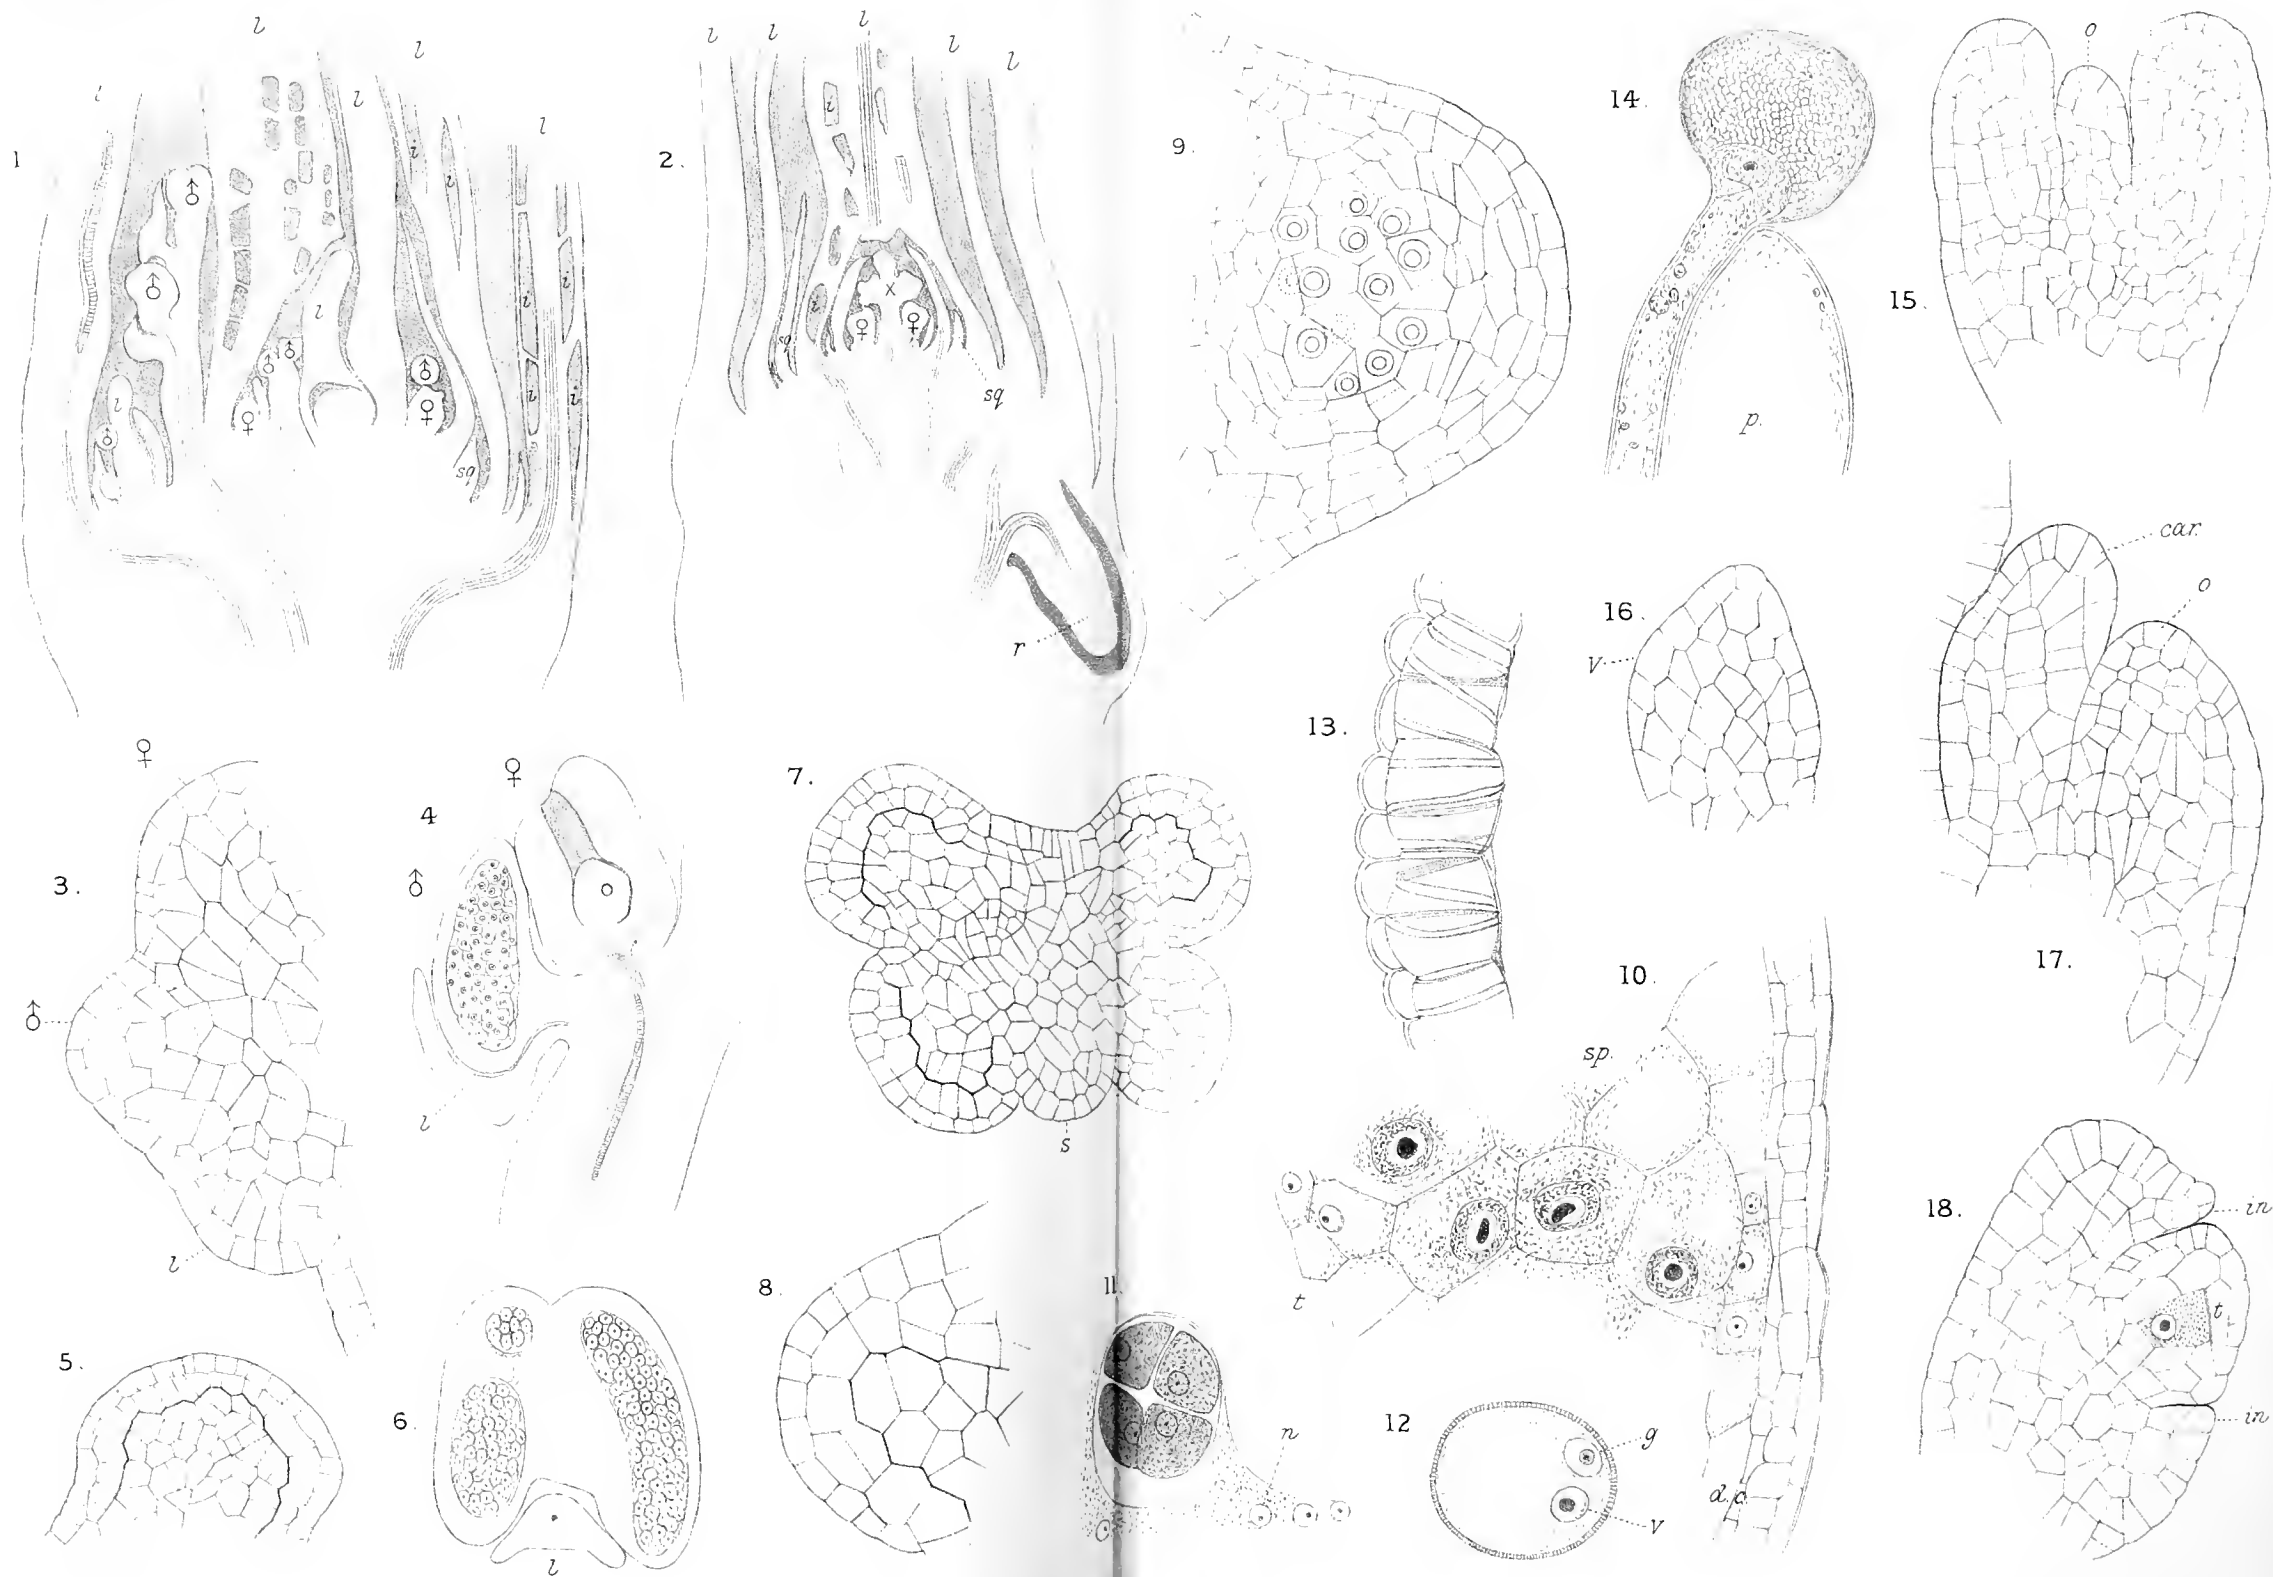 l
l
l
l
l
l
1
♂
i
i
i
i
i
i
♂
l
♂
♂
♂
♀
♀
l
♂
sq
l
l
l
l
l
2.
i
i
x
♀
♀
sq
sq
r
9.
14.
p.
o
15.
car.
o
17.
16.
V
13.
♀
3.
♂
l
♀
4
♂
o
l
7.
s
10.
sp.
t
d.c.
in
18.
t
in
5.
6.
l
8.
11.
n
12
g
V